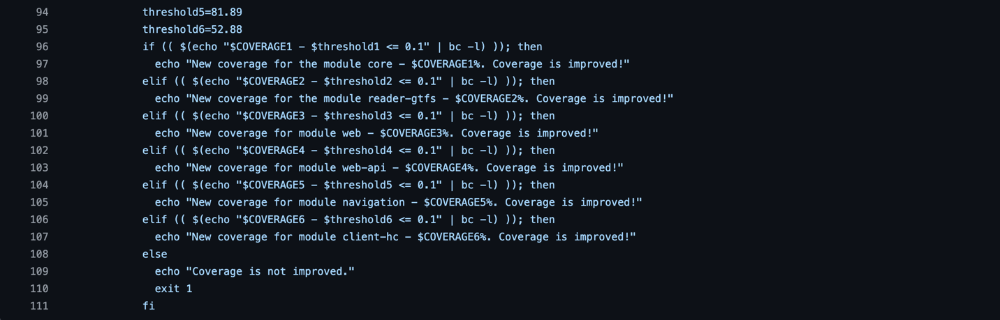 94 threshold5=81.89
95 threshold6=52.88
96 if (( $(echo "$COVERAGE1 - $threshold1 <= 0.1" | bc -l) )); then
97 echo "New coverage for the module core - $COVERAGE1%. Coverage is improved!"
98 elif (( $(echo "$COVERAGE2 - $threshold2 <= 0.1" | bc -l) )); then
99 echo "New coverage for the module reader-gtfs - $COVERAGE2%. Coverage is improved!"
100 elif (( $(echo "$COVERAGE3 - $threshold3 <= 0.1" | bc -l) )); then
101 echo "New coverage for module web - $COVERAGE3%. Coverage is improved!"
102 elif (( $(echo "$COVERAGE4 - $threshold4 <= 0.1" | bc -l) )); then
103 echo "New coverage for module web-api - $COVERAGE4%. Coverage is improved!"
104 elif (( $(echo "$COVERAGE5 - $threshold5 <= 0.1" | bc -l) )); then
105 echo "New coverage for module navigation - $COVERAGE5%. Coverage is improved!"
106 elif (( $(echo "$COVERAGE6 - $threshold6 <= 0.1" | bc -l) )); then
107 echo "New coverage for module client-hc - $COVERAGE6%. Coverage is improved!"
108 else
109 echo "Coverage is not improved."
110 exit 1
111 fi